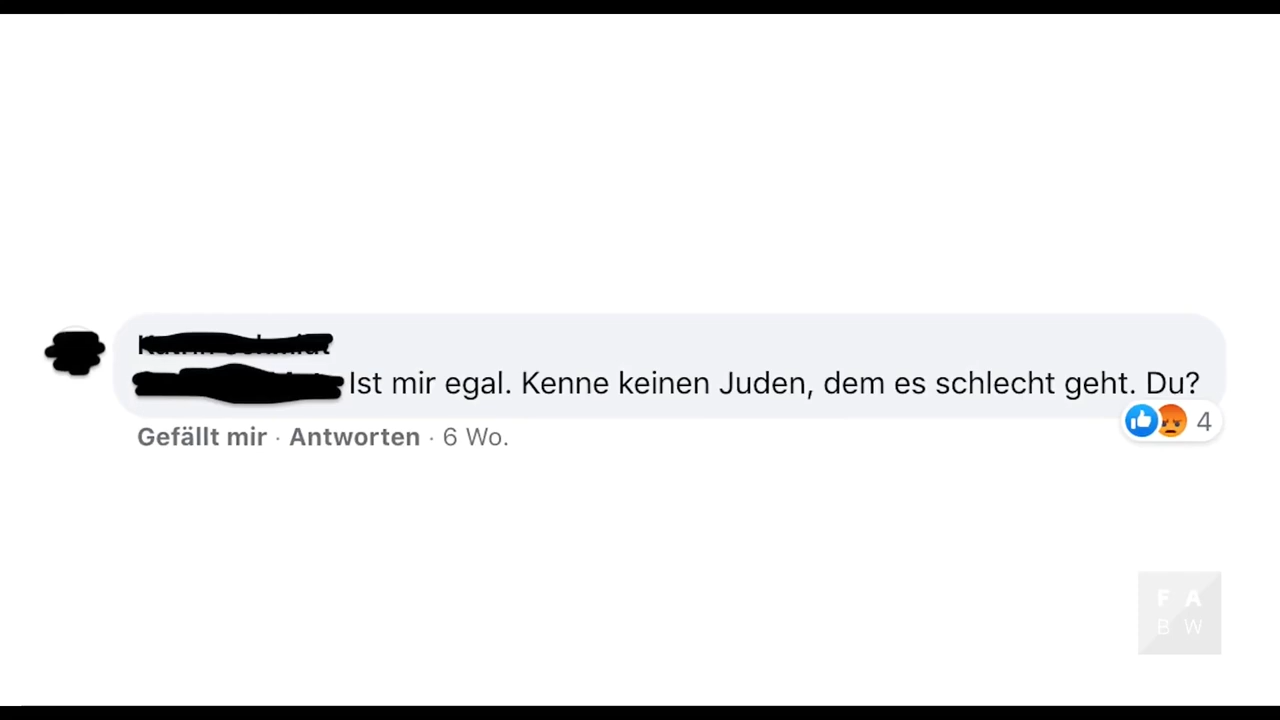 Ist mir egal. Kenne keinen Juden, dem es schlecht geht. Du?
Gefällt mir · Antworten · 6 Wo.
4
F A
B W